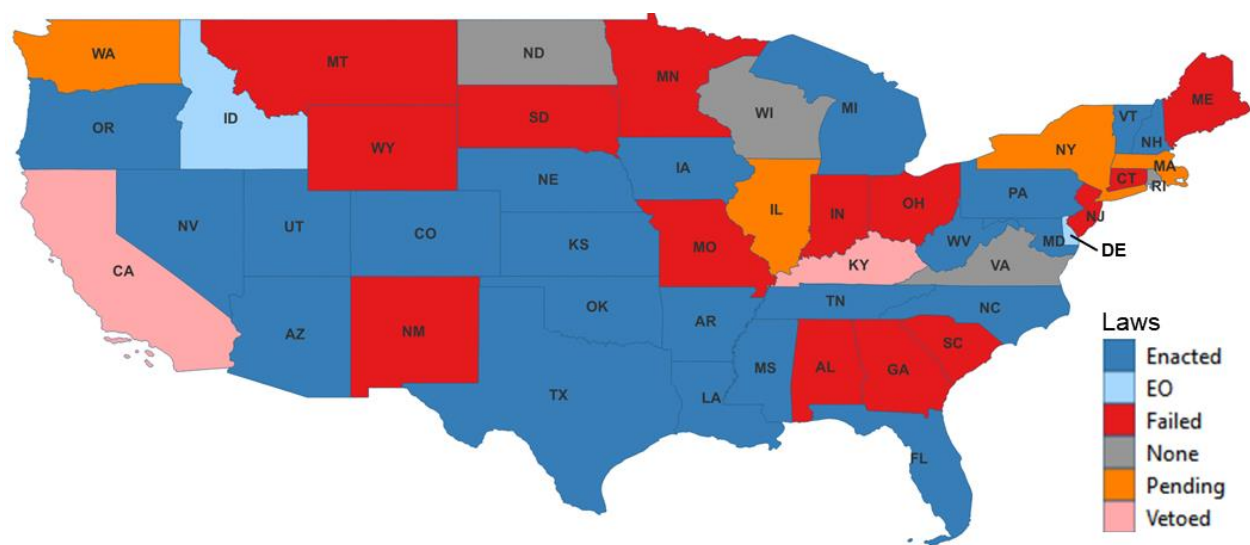 WA
MT
ND
MN
ME
OR
ID
SD
WI
MI
VT
NH
WY
NY
MA
CT
RI
IA
NE
PA
NJ
NV
UT
CO
IL
IN
OH
KS
MO
WV
MD
DE
CA
KY
VA
OK
TN
NC
AZ
NM
AR
SC
MS
AL
GA
TX
LA
FL
Laws
Enacted
EO
Failed
None
Pending
Vetoed